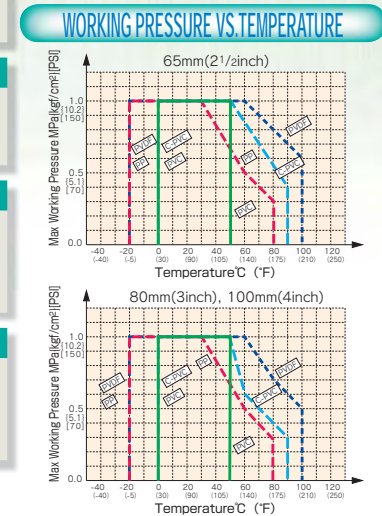 WORKING PRESSURE VS.TEMPERATURE
65mm(2 1/2inch)
Max Working Pressure MPa[kgf/cm²][PSI]
1.0
[10.2]
[150]
0.5
[5.1]
[70]
0.0
PVDF
PP
C-PVC
PVC
PP
PVDF
C-PVC
PVC
-40 -20 0 20 40 60 80 100 120
(-40) (-5) (30) (90) (105) (140) (175) (210) (250)
Temperature℃ (°F)
80mm(3inch), 100mm(4inch)
Max Working Pressure MPa[kgf/cm²][PSI]
1.0
[10.2]
[150]
0.5
[5.1]
[70]
0.0
PVDF
PP
C-PVC
PVC
PP
PVDF
C-PVC
PVC
-40 -20 0 20 40 60 80 100 120
(-40) (-5) (30) (90) (105) (140) (175) (210) (250)
Temperature℃ (°F)